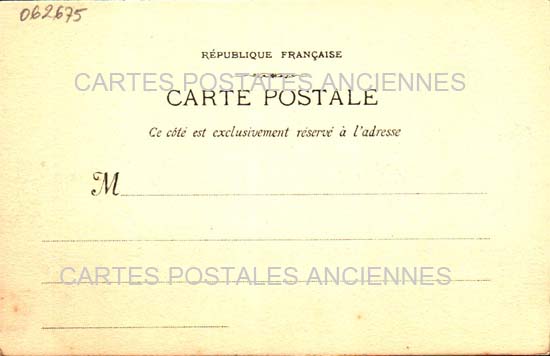 062675
RÉPUBLIQUE FRANÇAISE
CARTES POSTALES ANCIENNES
CARTE POSTALE
Ce côté est exclusivement réservé à l'adresse
M
CARTES POSTALES ANCIENNES